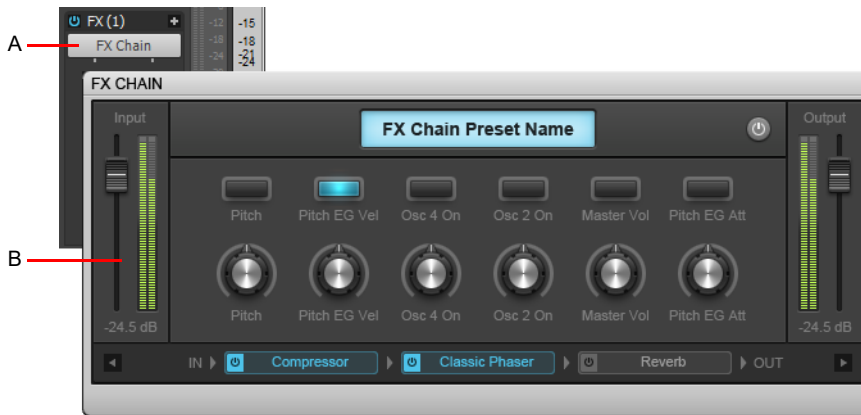 FX (1)
-12 -15
A
FX Chain
-18 -18
-21
-24 -24
FX CHAIN
Input
FX Chain Preset Name
Output
Pitch Pitch EG Vel Osc 4 On Osc 2 On Master Vol Pitch EG Att
B
Pitch Pitch EG Vel Osc 4 On Osc 2 On Master Vol Pitch EG Att
-24.5 dB -24.5 dB
IN Compressor Classic Phaser Reverb OUT